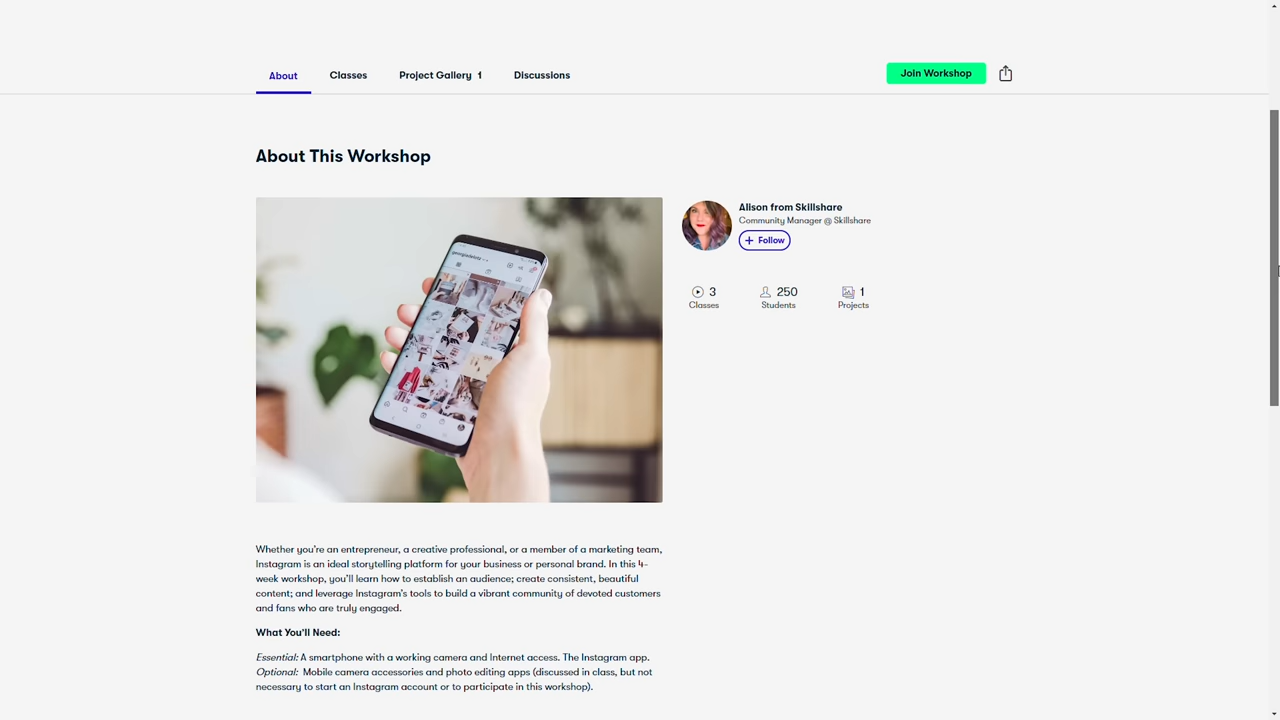 About
Classes
Project Gallery 1
Discussions
Join Workshop
About This Workshop
Alison from Skillshare
Community Manager @ Skillshare
+ Follow
3
Classes
250
Students
1
Projects
Whether you're an entrepreneur, a creative professional, or a member of a marketing team,
Instagram is an ideal storytelling platform for your business or personal brand. In this 4-
week workshop, you'll learn how to establish an audience; create consistent, beautiful
content; and leverage Instagram's tools to build a vibrant community of devoted customers
and fans who are truly engaged.
What You'll Need:
Essential: A smartphone with a working camera and Internet access. The Instagram app.
Optional: Mobile camera accessories and photo editing apps (discussed in class, but not
necessary to start an Instagram account or to participate in this workshop).